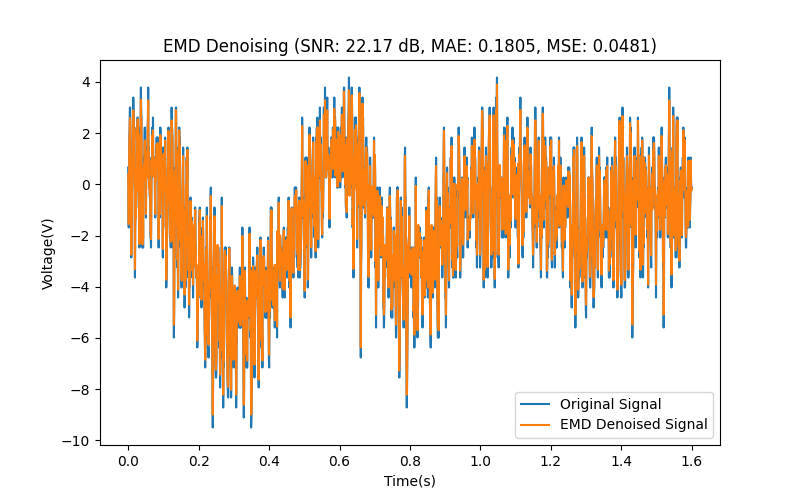 EMD Denoising (SNR: 22.17 dB, MAE: 0.1805, MSE: 0.0481)
4
2
0
−2
−4
−6
−8
−10
Voltage(V)
Original Signal
EMD Denoised Signal
0.0 0.2 0.4 0.6 0.8 1.0 1.2 1.4 1.6
Time(s)